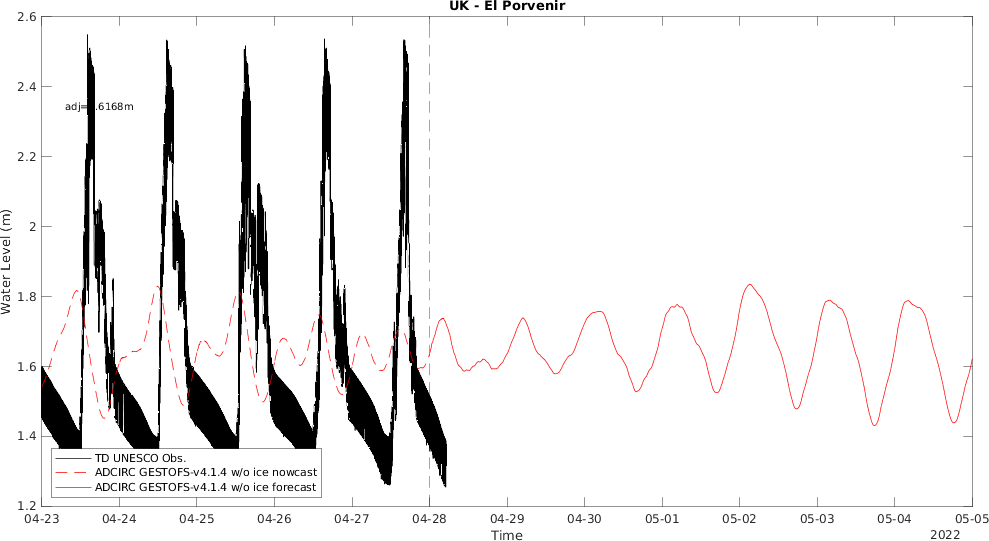 UK - El Porvenir
2.6
2.4
2.2
2
1.8
1.6
1.4
1.2
Water Level (m)
adj= .6168m
TD UNESCO Obs.
ADCIRC GESTOFS-v4.1.4 w/o ice nowcast
ADCIRC GESTOFS-v4.1.4 w/o ice forecast
04-23 04-24 04-25 04-26 04-27 04-28 04-29 04-30 05-01 05-02 05-03 05-04 05-05
Time
2022